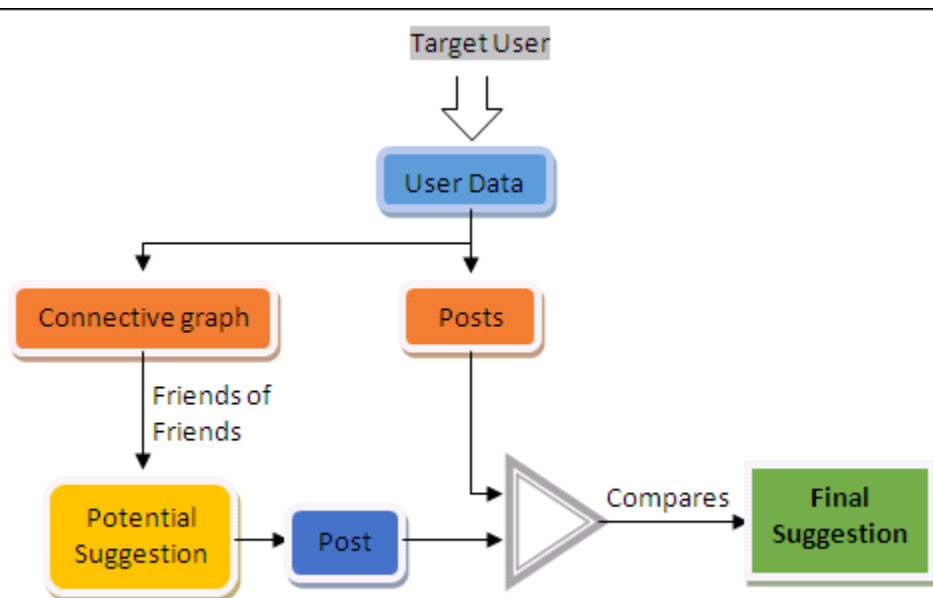 Target User
User Data
Connective graph
Posts
Friends of
Friends
Potential
Suggestion
Post
Compares
Final
Suggestion